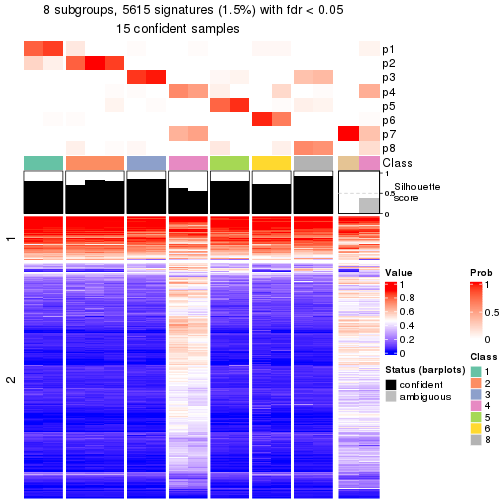 8 subgroups, 5615 signatures (1.5%) with fdr < 0.05
15 confident samples
p1
p2
p3
p4
p5
p6
p7
p8
Class
1
0.5
0
Silhouette
score
1
2
Value
1
0.8
0.6
0.4
0.2
0
Prob
1
0.5
0
Status (barplots)
confident
ambiguous
Class
1
2
3
4
5
6
8